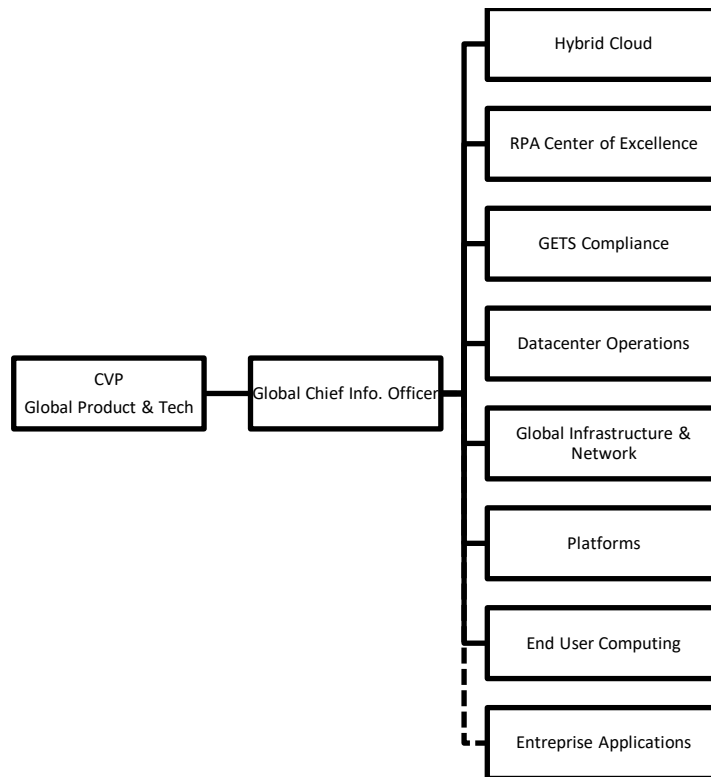 Hybrid Cloud
RPA Center of Excellence
GETS Compliance
Datacenter Operations
CVP
Global Product & Tech
Global Chief Info. Officer
Global Infrastructure &
Network
Platforms
End User Computing
Entreprise Applications